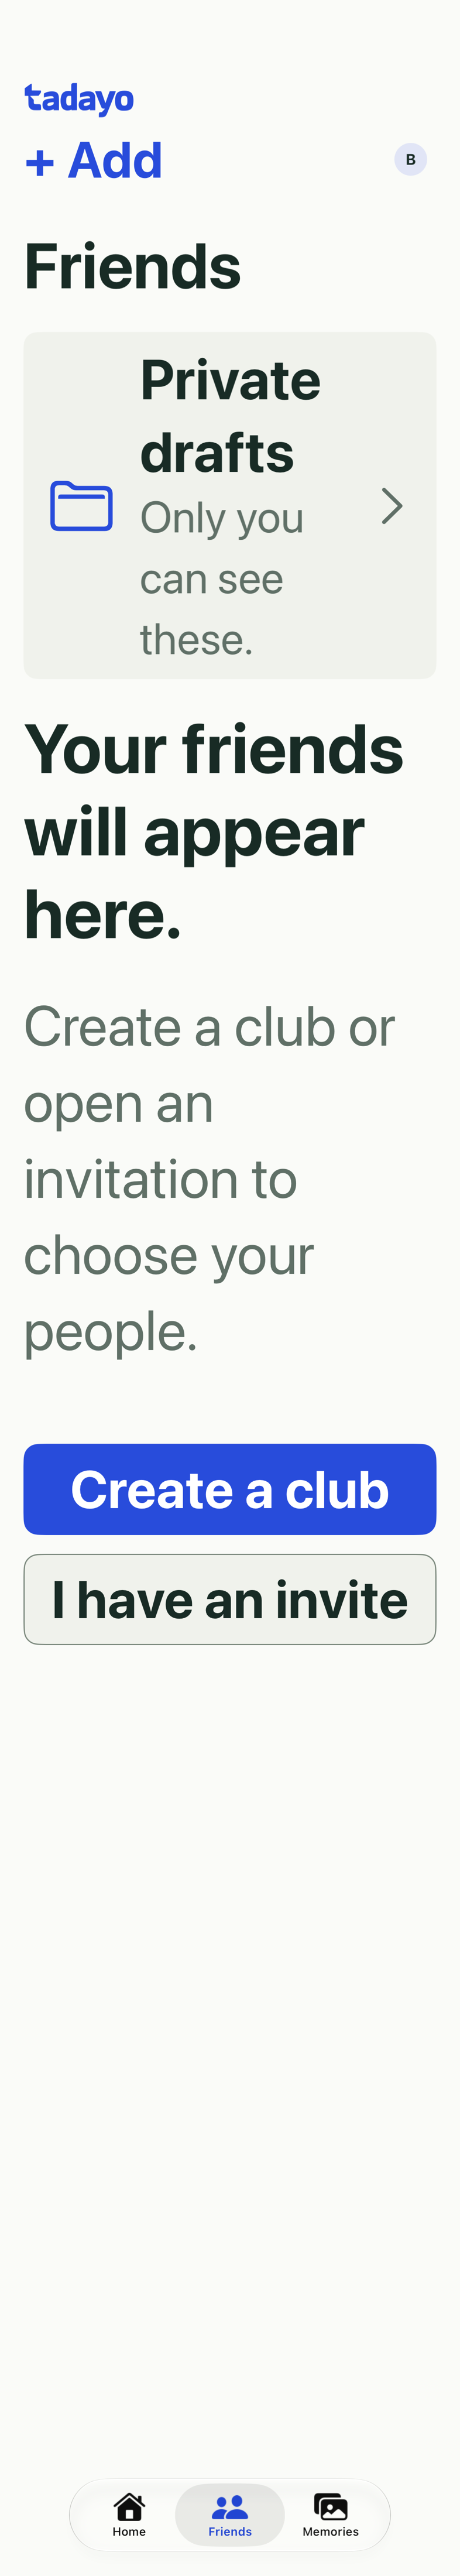 tadayo
+ Add
B
Friends
Private
drafts
Only you
can see
these.
Your friends
will appear
here.
Create a club or
open an
invitation to
choose your
people.
Create a club
I have an invite
Home
Friends
Memories